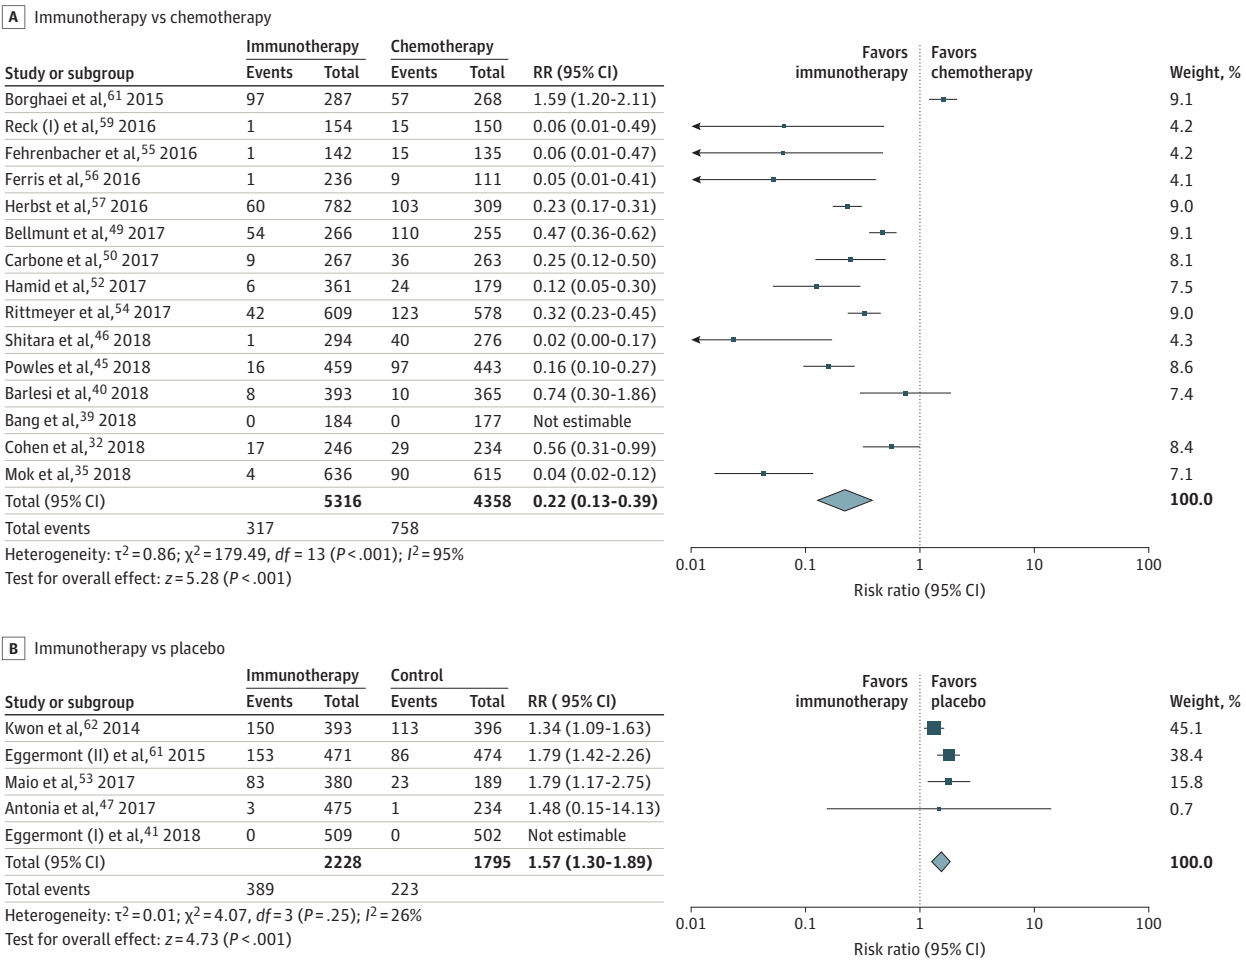 A Immunotherapy vs chemotherapy
Immunotherapy Chemotherapy Favors immunotherapy Favors chemotherapy
Study or subgroup Events Total Events Total RR (95% CI) Weight, %
Borghaei et al,61 2015 97 287 57 268 1.59 (1.20-2.11) 9.1
Reck (I) et al,59 2016 1 154 15 150 0.06 (0.01-0.49) 4.2
Fehrenbacher et al,55 2016 1 142 15 135 0.06 (0.01-0.47) 4.2
Ferris et al,56 2016 1 236 9 111 0.05 (0.01-0.41) 4.1
Herbst et al,57 2016 60 782 103 309 0.23 (0.17-0.31) 9.0
Bellmunt et al,49 2017 54 266 110 255 0.47 (0.36-0.62) 9.1
Carbone et al,50 2017 9 267 36 263 0.25 (0.12-0.50) 8.1
Hamid et al,52 2017 6 361 24 179 0.12 (0.05-0.30) 7.5
Rittmeyer et al,54 2017 42 609 123 578 0.32 (0.23-0.45) 9.0
Shitara et al,46 2018 1 294 40 276 0.02 (0.00-0.17) 4.3
Powles et al,45 2018 16 459 97 443 0.16 (0.10-0.27) 8.6
Barlesi et al,40 2018 8 393 10 365 0.74 (0.30-1.86) 7.4
Bang et al,39 2018 0 184 0 177 Not estimable
Cohen et al,32 2018 17 246 29 234 0.56 (0.31-0.99) 8.4
Mok et al,35 2018 4 636 90 615 0.04 (0.02-0.12) 7.1
Total (95% CI) 5316 4358 0.22 (0.13-0.39) 100.0
Total events 317 758
Heterogeneity: τ2=0.86; χ2=179.49, df=13 (P<.001); I2=95%
Test for overall effect: z=5.28 (P<.001)
0.01 0.1 1 10 100
Risk ratio (95% CI)
B Immunotherapy vs placebo
Immunotherapy Control Favors immunotherapy Favors placebo
Study or subgroup Events Total Events Total RR ( 95% CI) Weight, %
Kwon et al,62 2014 150 393 113 396 1.34 (1.09-1.63) 45.1
Eggermont (II) et al,61 2015 153 471 86 474 1.79 (1.42-2.26) 38.4
Maio et al,53 2017 83 380 23 189 1.79 (1.17-2.75) 15.8
Antonia et al,47 2017 3 475 1 234 1.48 (0.15-14.13) 0.7
Eggermont (I) et al,41 2018 0 509 0 502 Not estimable
Total (95% CI) 2228 1795 1.57 (1.30-1.89) 100.0
Total events 389 223
Heterogeneity: τ2=0.01; χ2=4.07, df=3 (P=.25); I2=26%
Test for overall effect: z=4.73 (P<.001)
0.01 0.1 1 10 100
Risk ratio (95% CI)